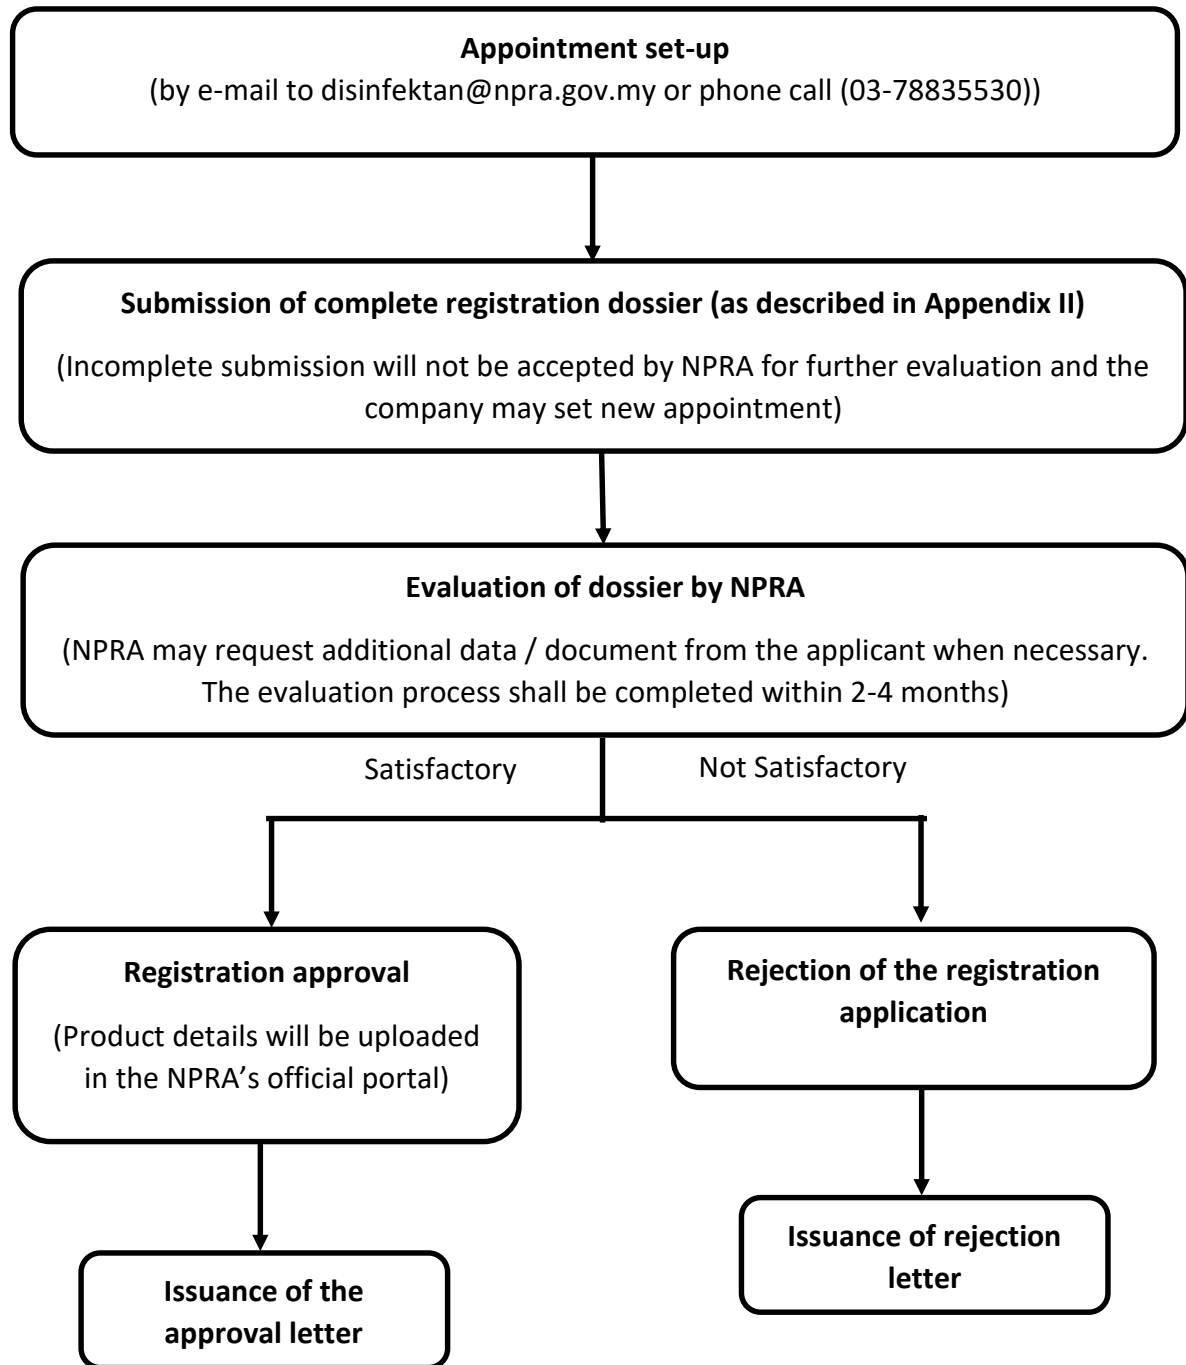 Appointment set-up
(by e-mail to disinfektan@npra.gov.my or phone call (03-78835530))
Submission of complete registration dossier (as described in Appendix II)
(Incomplete submission will not be accepted by NPRA for further evaluation and the
company may set new appointment)
Evaluation of dossier by NPRA
(NPRA may request additional data / document from the applicant when necessary.
The evaluation process shall be completed within 2-4 months)
Satisfactory
Not Satisfactory
Registration approval
(Product details will be uploaded
in the NPRA’s official portal)
Issuance of the
approval letter
Rejection of the registration
application
Issuance of rejection
letter